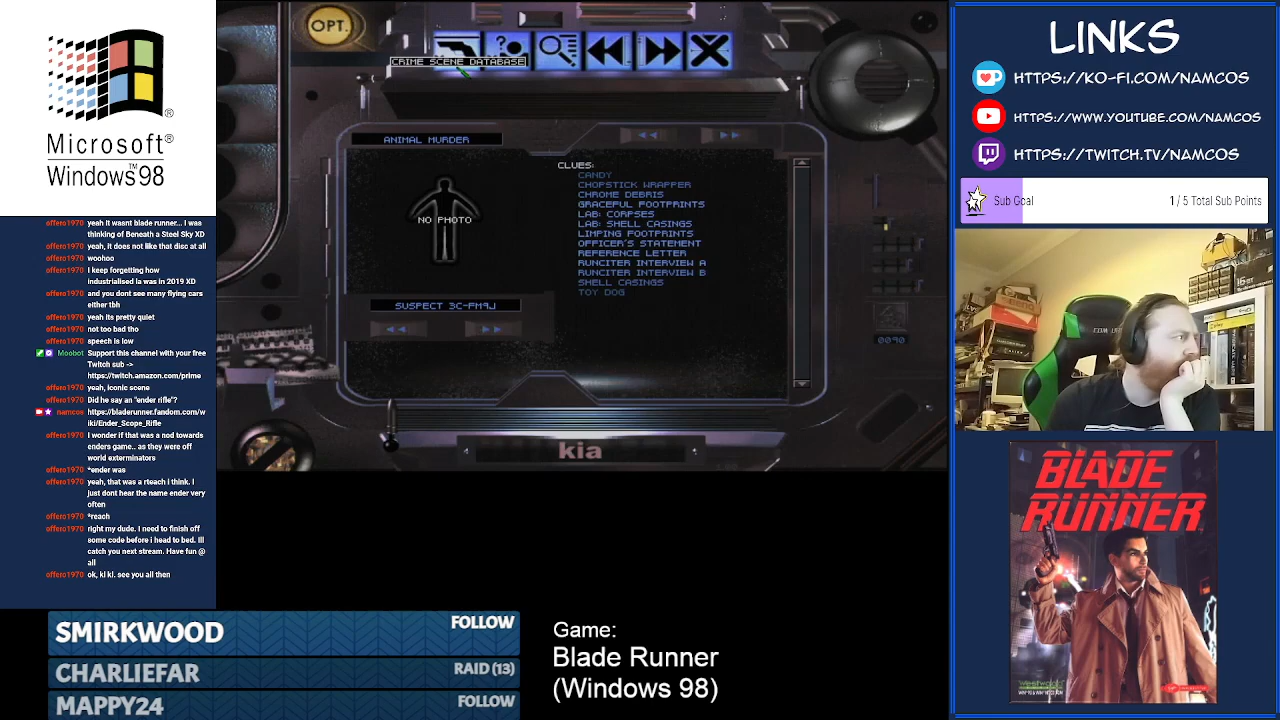 Microsoft®
Windows 98
®
offero1970 yeah it wasnt blade runner... I was
thinking of Beneath a Steel Sky XD
offero1970 yeah, it does not like that disc at all
offero1970 woohoo
offero1970 I keep forgetting how
industrialised la was in 2019 XD
offero1970 and you dont see many flying cars
either tbh
offero1970 yeah its pretty quiet
offero1970 not too bad tho
offero1970 speech is low
Moobot Support this channel with your free
Twitch sub ->
https://twitch.amazon.com/prime
offero1970 yeah, iconic scene
offero1970 Did he say an "ender rifle"?
namcos https://bladerunner.fandom.com/w
iki/Ender_Scope_Rifle
offero1970 I wonder if that was a nod towards
enders game.. as they were off
world exterminators
offero1970 *ender was
offero1970 yeah, that was a rteach i think. I
just dont hear the name ender very
often
offero1970 *reach
offero1970 right my dude. I need to finish off
some code before i head to bed. Ill
catch you next stream. Have fun @
all
offero1970 ok, ki ki. see you all then
OPT.
CRIME SCENE DATABASE
ANIMAL MURDER
NO PHOTO
SUSPECT 3C-FM9J
CLUES:
CANDY
CHOPSTICK WRAPPER
CHROME DEBRIS
GRACEFUL FOOTPRINTS
LAB: CORPSES
LAB: SHELL CASINGS
LIMPING FOOTPRINTS
OFFICER'S STATEMENT
REFERENCE LETTER
RUNCITER INTERVIEW A
RUNCITER INTERVIEW B
SHELL CASINGS
TOY DOG
0090
kia
LINKS
HTTPS://KO-FI.COM/NAMCOS
HTTPS://WWW.YOUTUBE.COM/NAMCOS
HTTPS://TWITCH.TV/NAMCOS
Sub Goal
1 / 5 Total Sub Points
BLADE
RUNNER
Westwood
SMIRKWOOD FOLLOW
CHARLIEFAR RAID (13)
MAPPY24 FOLLOW
Game:
Blade Runner
(Windows 98)